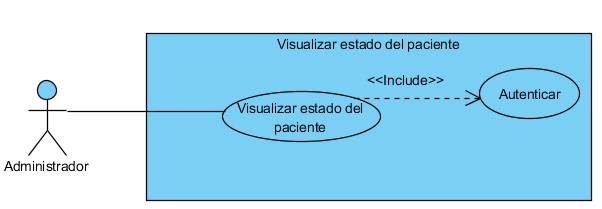 Visualizar estado del paciente
<<Include>>
Autenticar
Visualizar estado del
paciente
Administrador